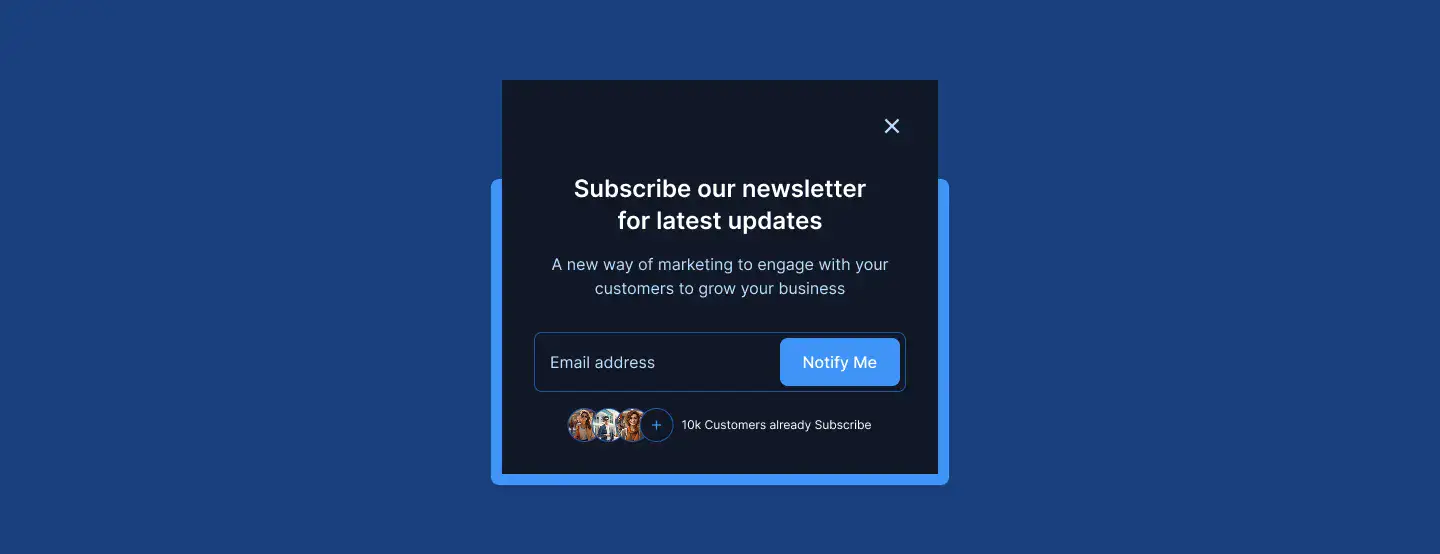 Subscribe our newsletter
for latest updates
A new way of marketing to engage with your
customers to grow your business
Email address
Notify Me
10k Customers already Subscribe